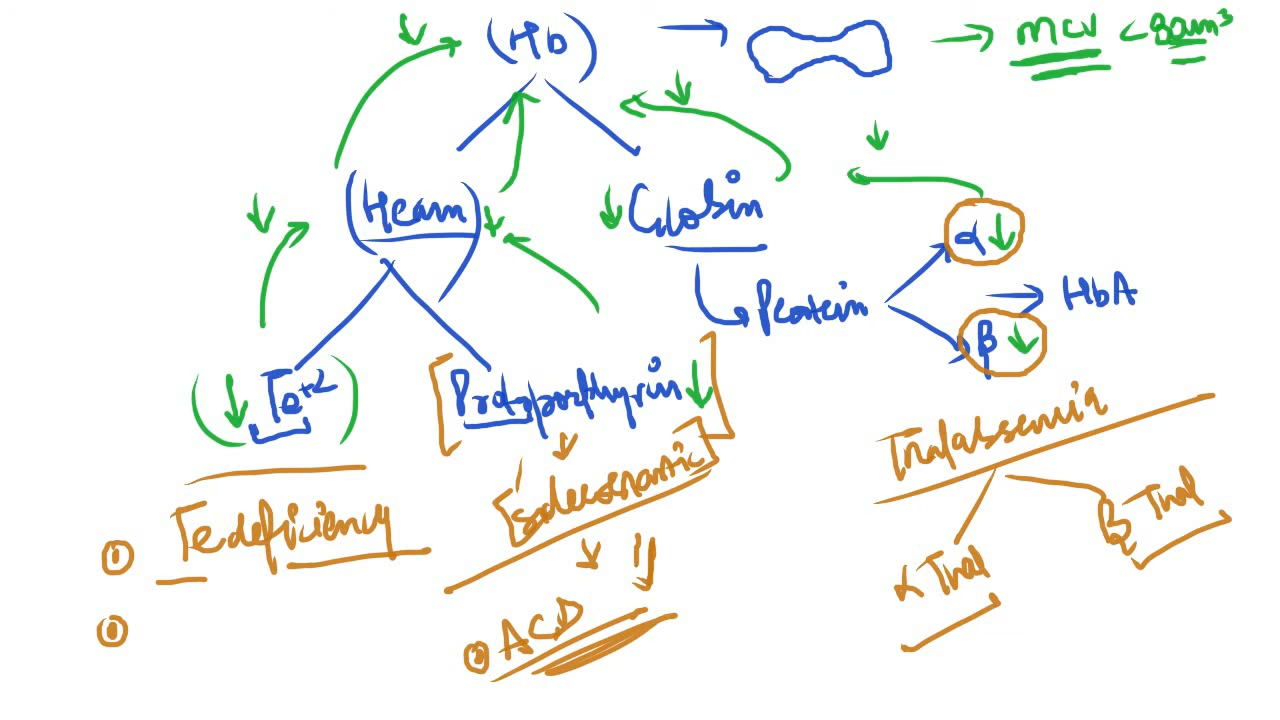 ↓ (Hb) → → MCV < 80um³
↓ ↓
↓ (Heam) ↓ ↓ Globin α ↓
Protein → HbA
β ↓
(↓ Fe+2) [Protoporphyrin ↓]
↓ Thalassemia
Fe deficiency [sideroblastic] β Thal
① ↓ α Thal
① ② ACD